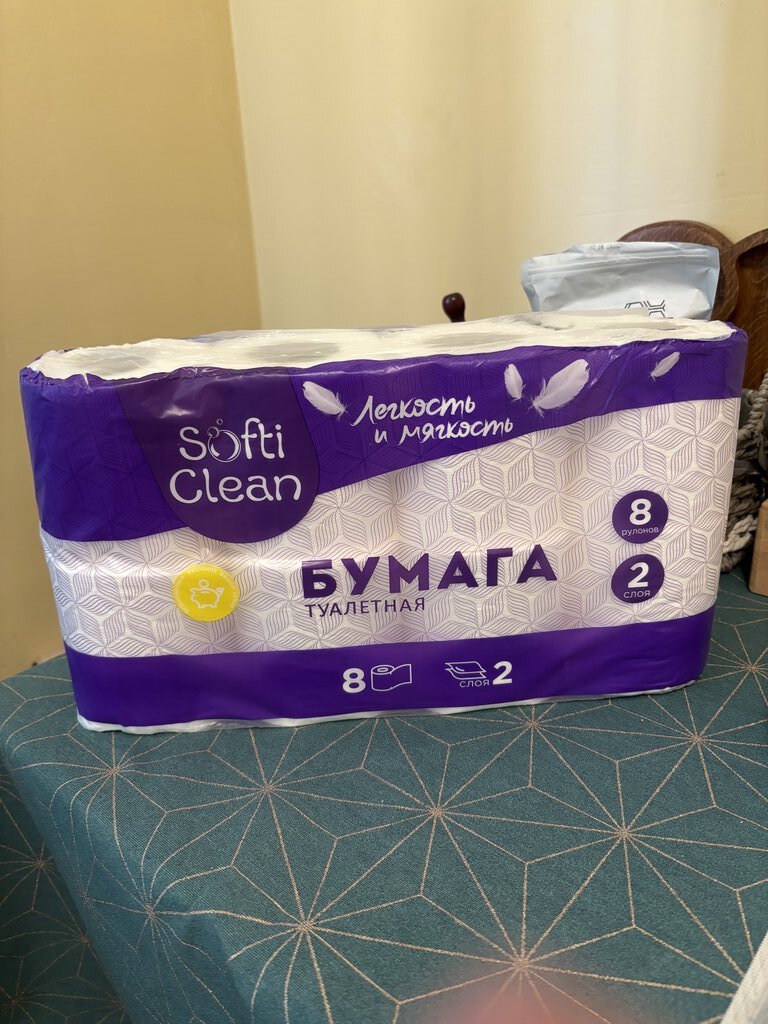 Легкость
и мягкость
Softi
Clean
8
рулонов
БУМАГА
ТУАЛЕТНАЯ
2
слоя
8
слоя 2